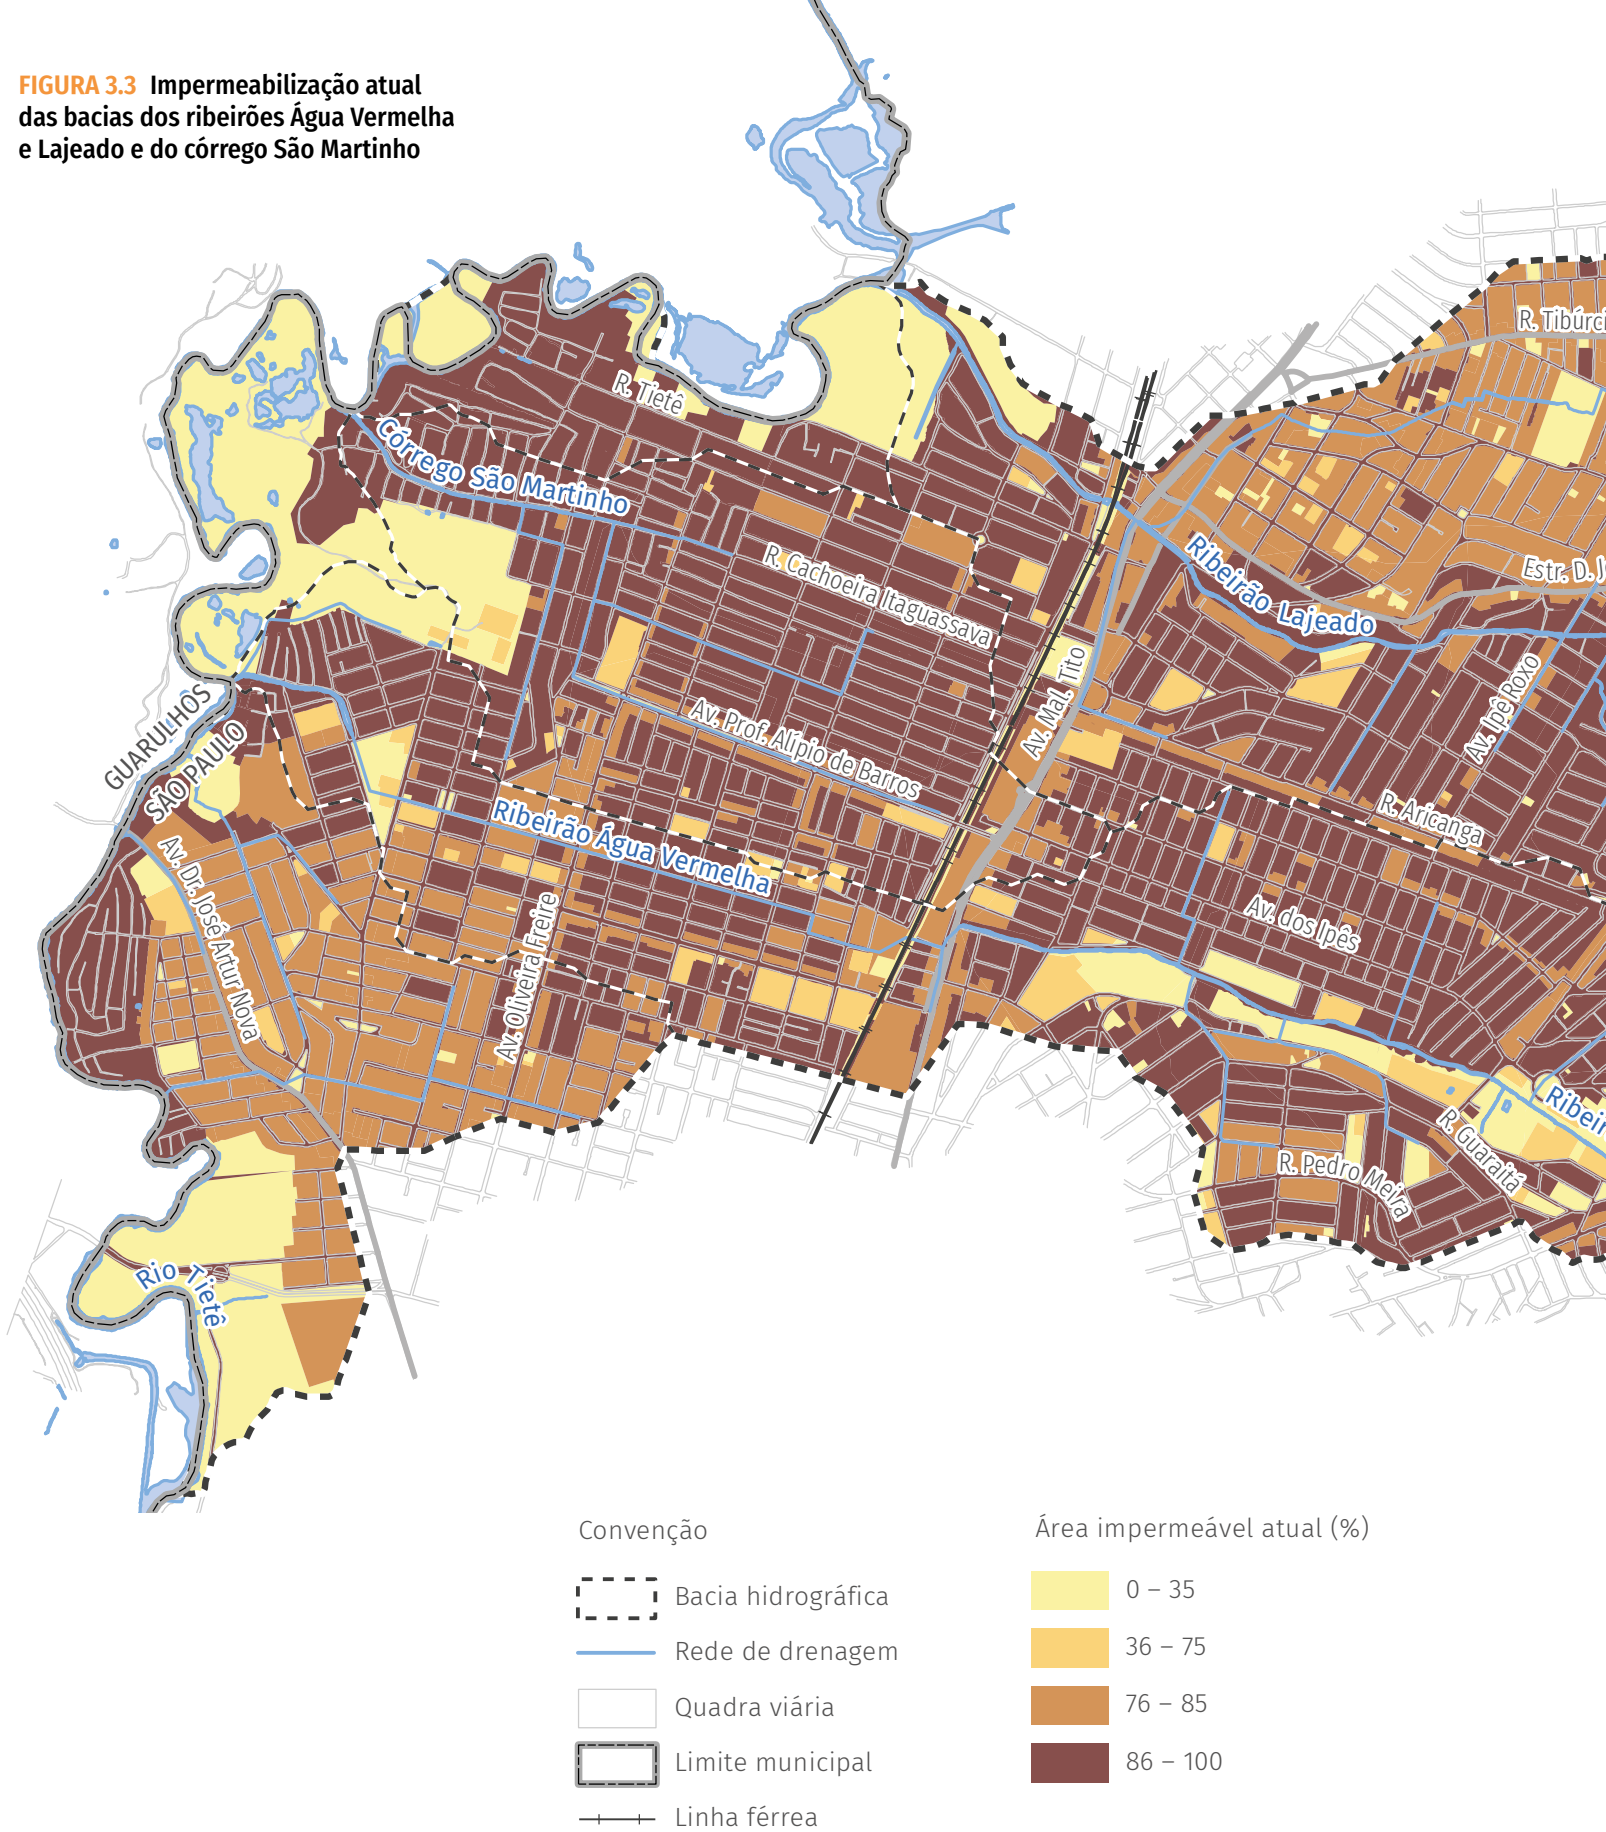 FIGURA 3.3 Impermeabilização atual
das bacias dos ribeirões Água Vermelha
e Lajeado e do córrego São Martinho
R. Tibúrci
R. Tietê
Córrego São Martinho
R. Cachoeira Itaguassava
Ribeirão Lajeado
Estr. D. J
Av. Mal. Tito
Av. Ipê Roxo
GUARULHOS
SÃO PAULO
Av. Prof. Alípio de Barros
R. Aricanga
Ribeirão Água Vermelha
Av. Dr. José Artur Nova
Av. Oliveira Freire
Av. dos Ipês
Ribeir
R. Guaraitá
R. Pedro Meira
Rio Tietê
Convenção
Bacia hidrográfica
Rede de drenagem
Quadra viária
Limite municipal
Linha férrea
Área impermeável atual (%)
0 – 35
36 – 75
76 – 85
86 – 100